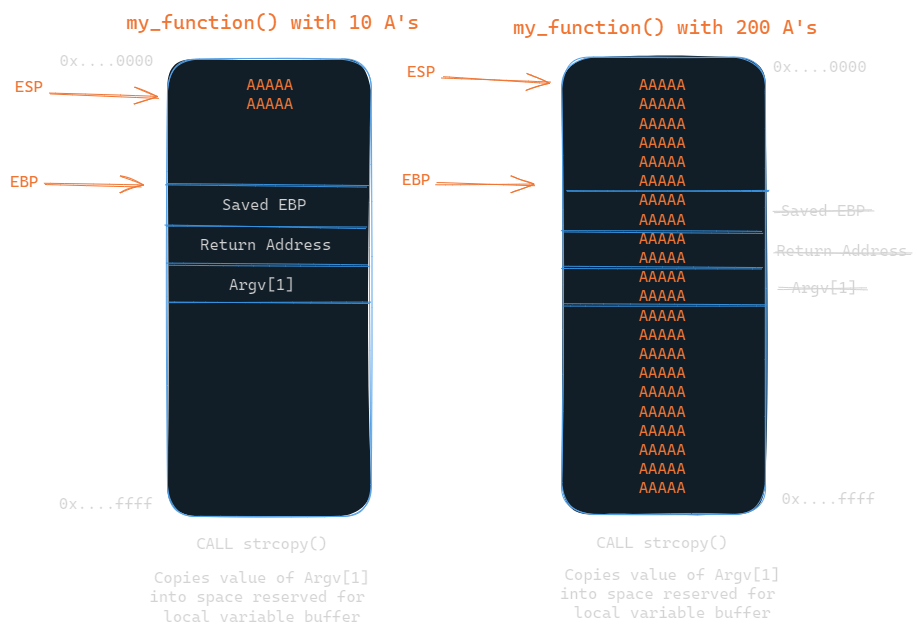 my_function() with 10 A's
0x....0000
ESP
AAAAA
AAAAA
EBP
Saved EBP
Return Address
Argv[1]
0x....ffff
CALL strcopy()
Copies value of Argv[1]
into space reserved for
local variable buffer
my_function() with 200 A's
0x....0000
ESP
AAAAA
AAAAA
AAAAA
AAAAA
AAAAA
AAAAA
EBP
AAAAA
AAAAA
Saved EBP
AAAAA
AAAAA
Return Address
AAAAA
AAAAA
Argv[1]
AAAAA
AAAAA
AAAAA
AAAAA
AAAAA
AAAAA
AAAAA
AAAAA
AAAAA
AAAAA
0x....ffff
CALL strcopy()
Copies value of Argv[1]
into space reserved for
local variable buffer